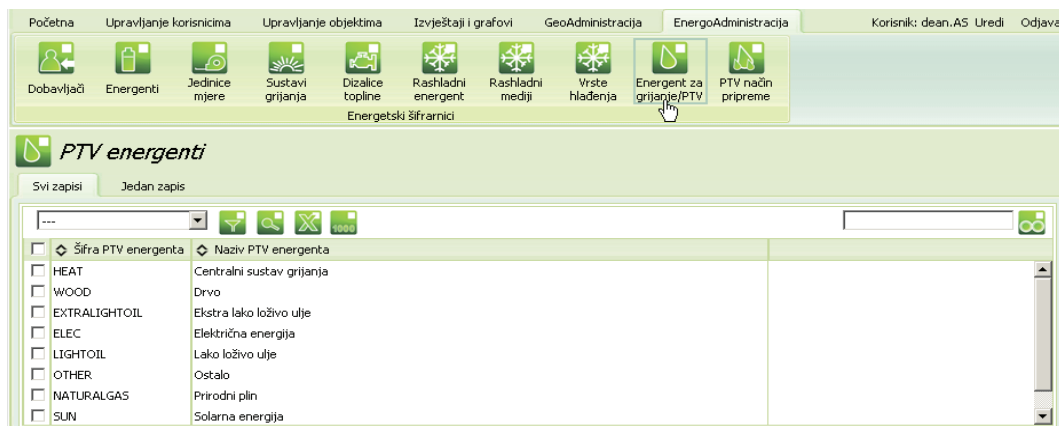 Početna Upravljanje korisnicima Upravljanje objektima Izvještaji i grafovi GeoAdministracija EnergoAdministracija Korisnik: dean.AS Uredi Odjava
Dobavljači Energenti Jedinice mjere Sustavi grijanja Dizalice topline Rashladni energent Rashladni mediji Vrste hlađenja Energent za grijanje/PTV PTV način pripreme
Energetski šifrarnici
PTV energenti
Svi zapisi Jedan zapis
--- 1000
Šifra PTV energenta Naziv PTV energenta
HEAT Centralni sustav grijanja
WOOD Drvo
EXTRALIGHTOIL Ekstra lako loživo ulje
ELEC Električna energija
LIGHTOIL Lako loživo ulje
OTHER Ostalo
NATURALGAS Prirodni plin
SUN Solarna energija